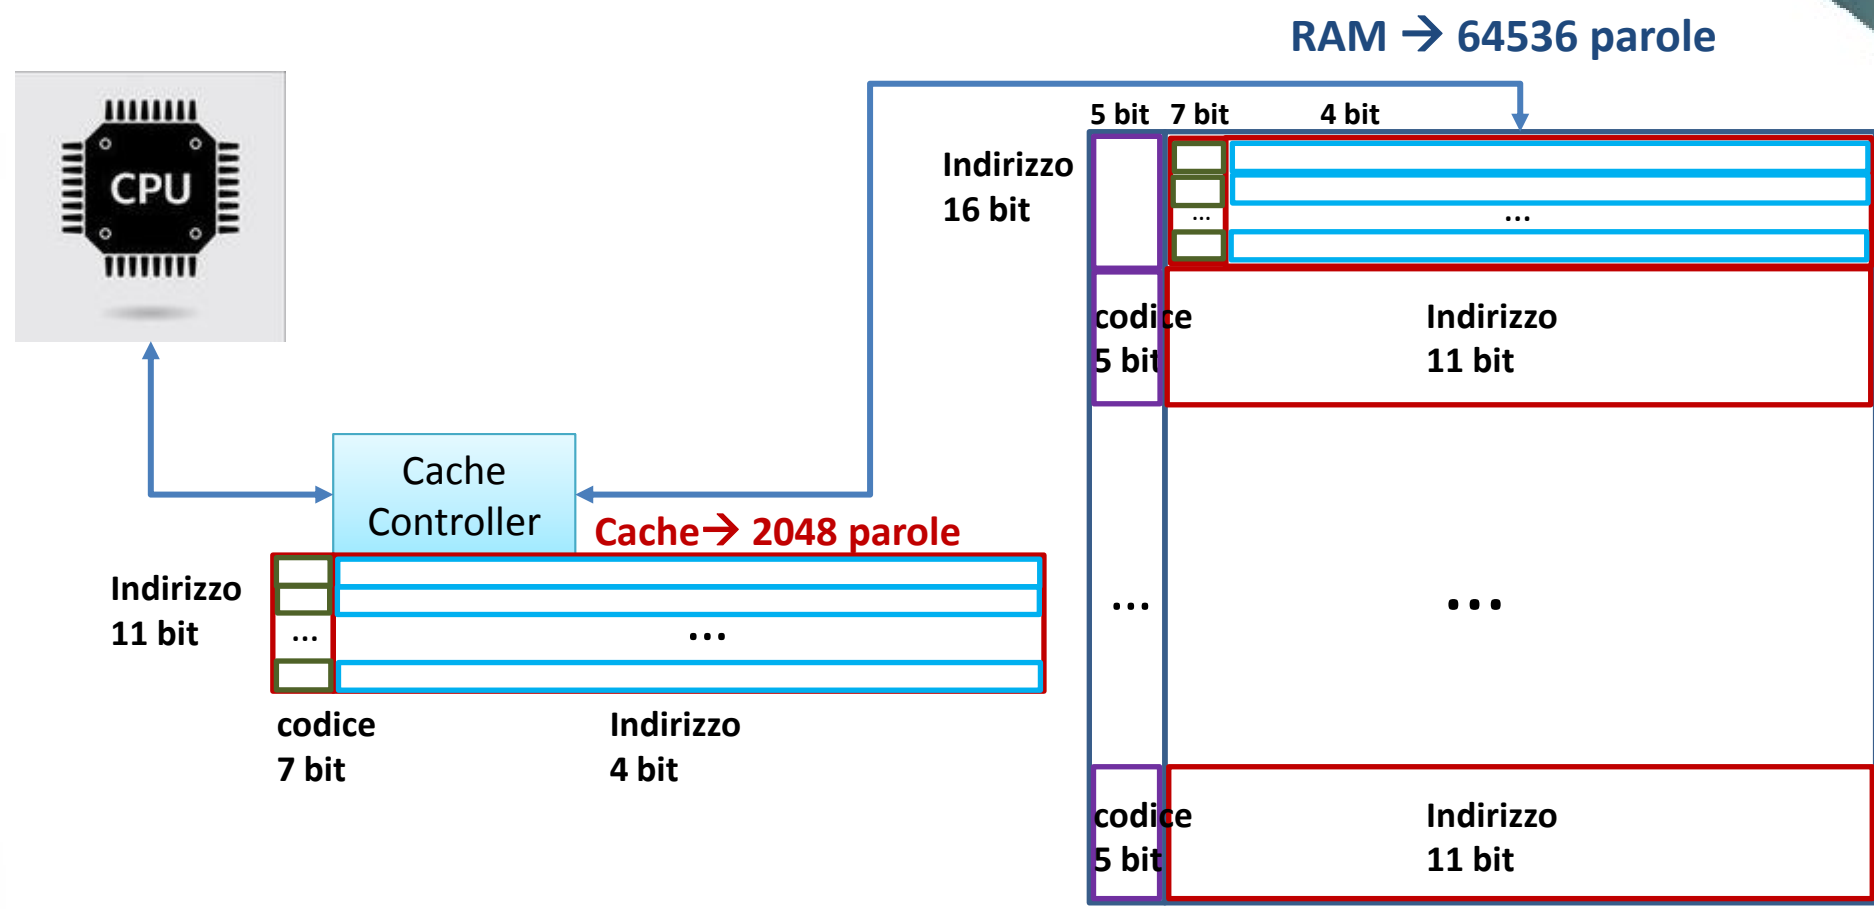 RAM → 64536 parole
5 bit 7 bit 4 bit
CPU
Indirizzo
16 bit
...
...
codice
5 bit
Indirizzo
11 bit
Cache
Controller
Cache→ 2048 parole
Indirizzo
11 bit
...
...
...
...
codice
7 bit
Indirizzo
4 bit
codice
5 bit
Indirizzo
11 bit